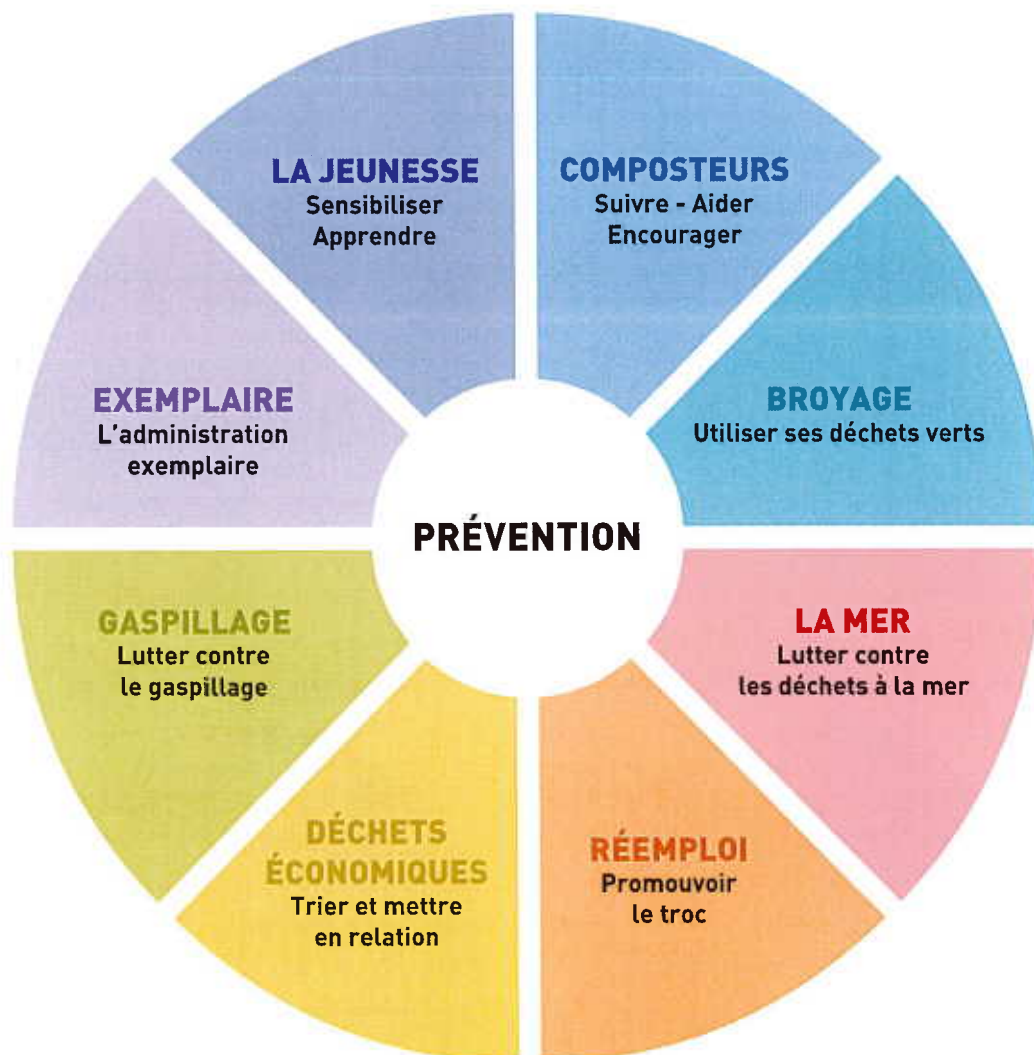 LA JEUNESSE
Sensibiliser
Apprendre
COMPOSTEURS
Suivre - Aider
Encourager
EXEMPLAIRE
L'administration
exemplaire
BROYAGE
Utiliser ses déchets verts
PRÉVENTION
GASPILLAGE
Lutter contre
le gaspillage
LA MER
Lutter contre
les déchets à la mer
DÉCHETS
ÉCONOMIQUES
Trier et mettre
en relation
RÉEMPLOI
Promouvoir
le troc